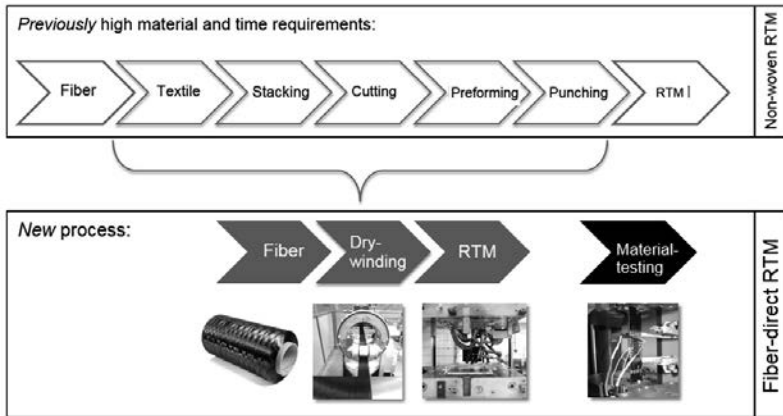 Previously high material and time requirements:
Fiber
Textile
Stacking
Cutting
Preforming
Punching
RTM
Non-woven RTM
New process:
Fiber
Dry-
winding
RTM
Material-
testing
Fiber-direct RTM